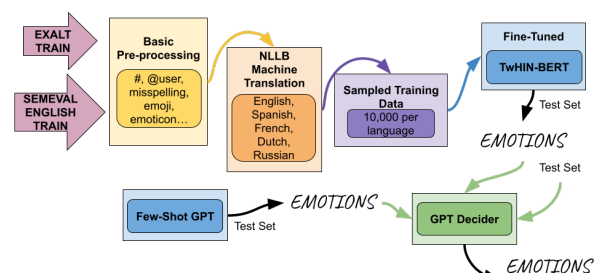 EXALT
TRAIN
SEMEVAL
ENGLISH
TRAIN
Basic
Pre-processing
#, @user,
misspelling,
emoji,
emoticon...
NLLB
Machine
Translation
English,
Spanish,
French,
Dutch,
Russian
Sampled Training
Data
10,000 per
language
Fine-Tuned
TwHIN-BERT
Test Set
EMOTIONS
Test Set
Few-Shot GPT
Test Set
EMOTIONS
GPT Decider
EMOTIONS